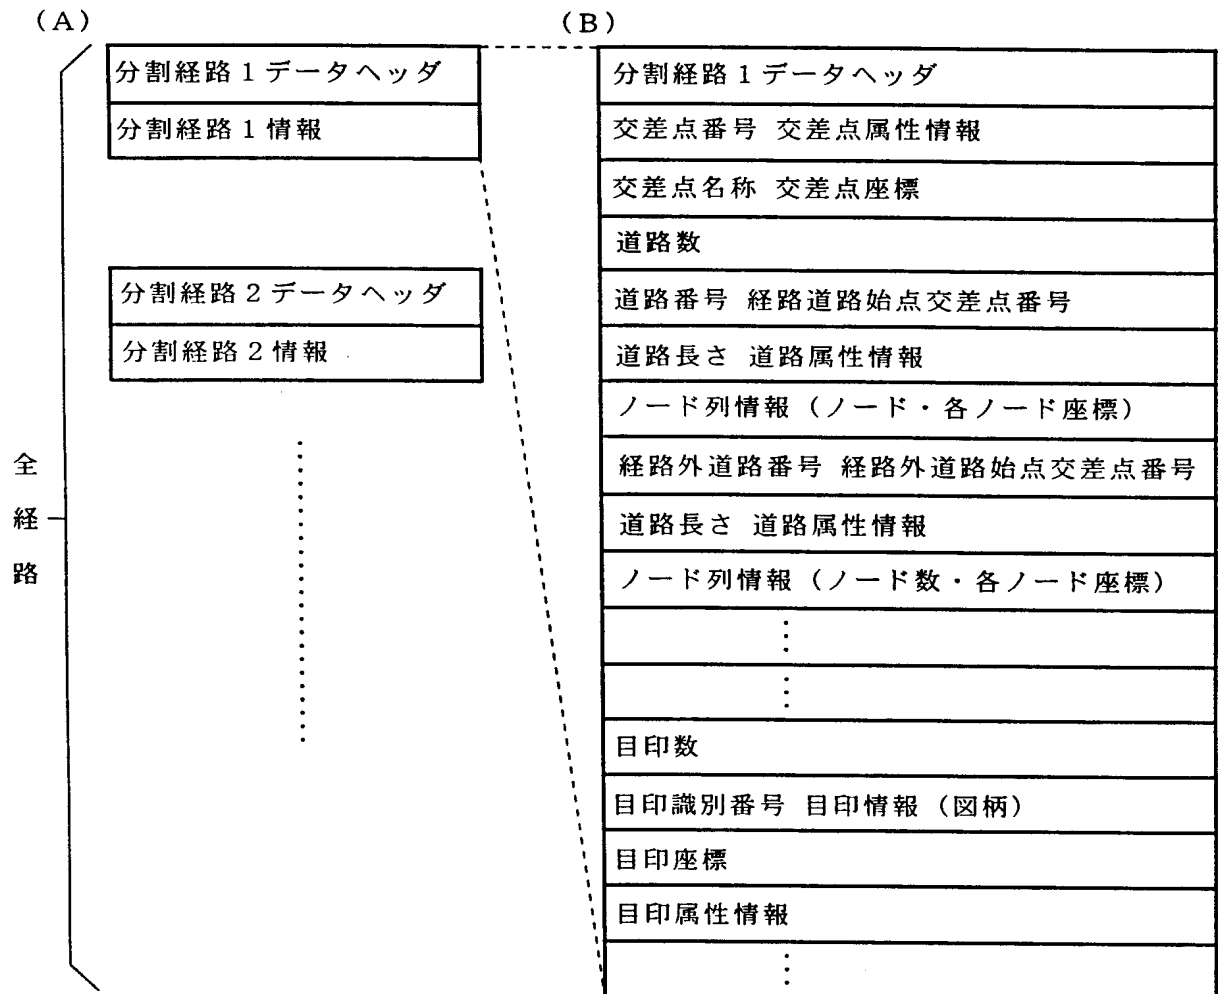 (A)
分割経路1データヘッダ
分割経路1情報
分割経路2データヘッダ
分割経路2情報
全
経
路
(B)
分割経路1データヘッダ
交差点番号 交差点属性情報
交差点名称 交差点座標
道路数
道路番号 経路道路始点交差点番号
道路長さ 道路属性情報
ノード列情報(ノード・各ノード座標)
経路外道路番号 経路外道路始点交差点番号
道路長さ 道路属性情報
ノード列情報(ノード数・各ノード座標)
目印数
目印識別番号 目印情報(図柄)
目印座標
目印属性情報